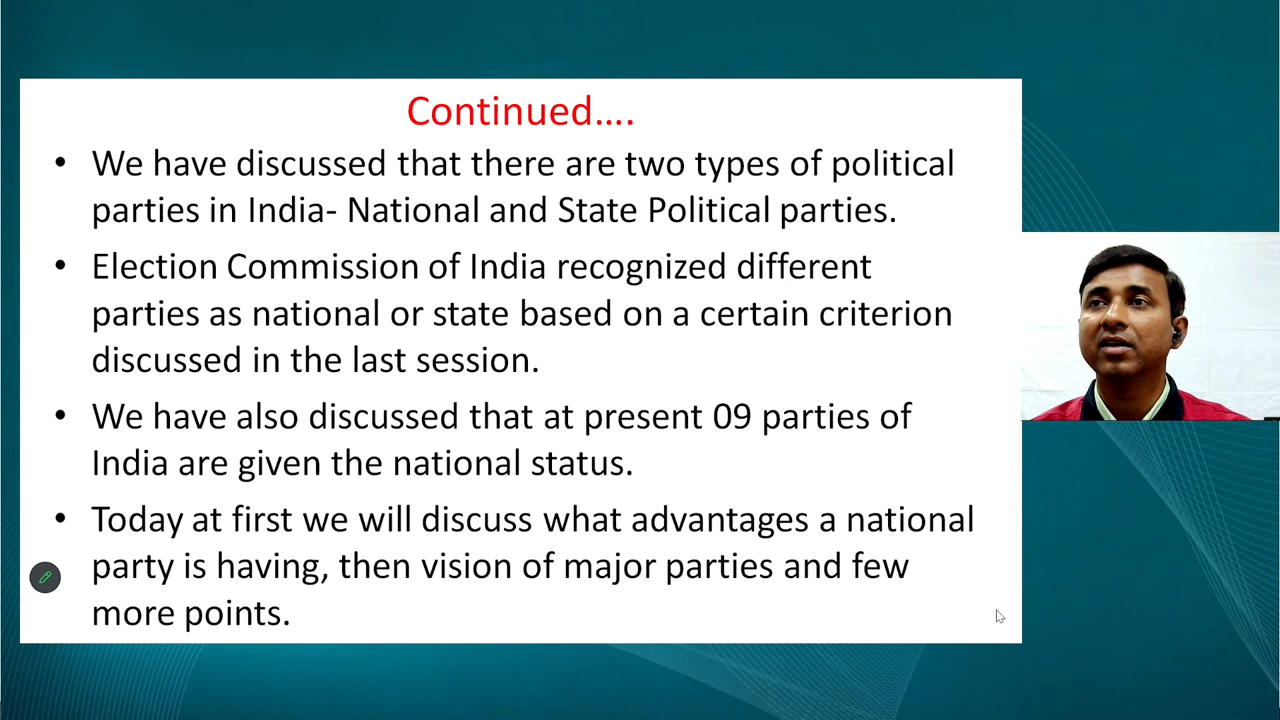 Continued....
• We have discussed that there are two types of political
parties in India- National and State Political parties.
• Election Commission of India recognized different
parties as national or state based on a certain criterion
discussed in the last session.
• We have also discussed that at present 09 parties of
India are given the national status.
• Today at first we will discuss what advantages a national
party is having, then vision of major parties and few
more points.